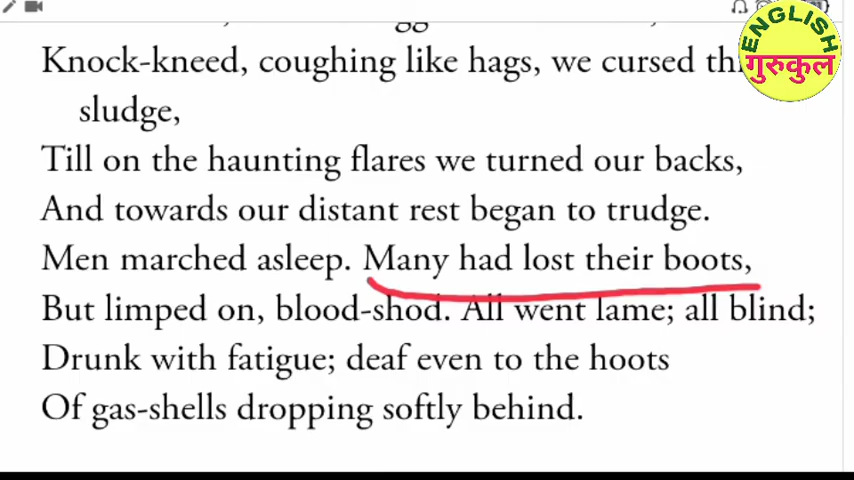 ENGLISH
गुरुकुल
Knock-kneed, coughing like hags, we cursed
sludge,
Till on the haunting flares we turned our backs,
And towards our distant rest began to trudge.
Men marched asleep. Many had lost their boots,
But limped on, blood-shod. All went lame; all blind;
Drunk with fatigue; deaf even to the hoots
Of gas-shells dropping softly behind.